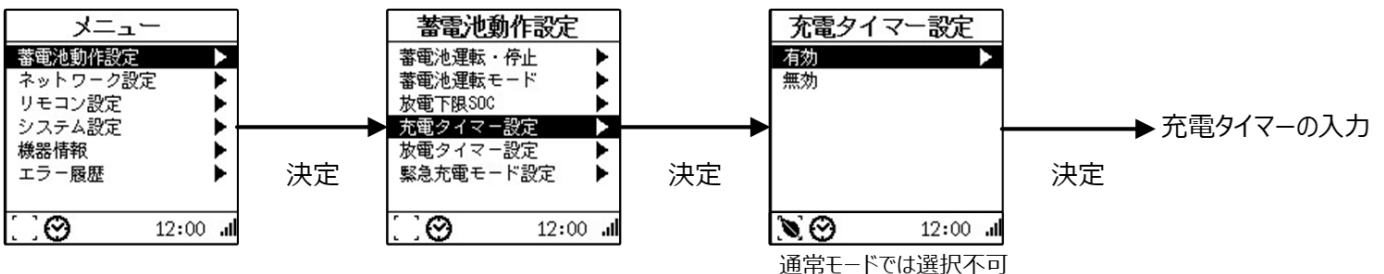 メニュー
蓄電池動作設定
ネットワーク設定
リモコン設定
システム設定
機器情報
エラー履歴
12:00
決定
蓄電池動作設定
蓄電池運転・停止
蓄電池運転モード
放電下限SOC
充電タイマー設定
放電タイマー設定
緊急充電モード設定
12:00
決定
充電タイマー設定
有効
無効
12:00
通常モードでは選択不可
決定
充電タイマーの入力